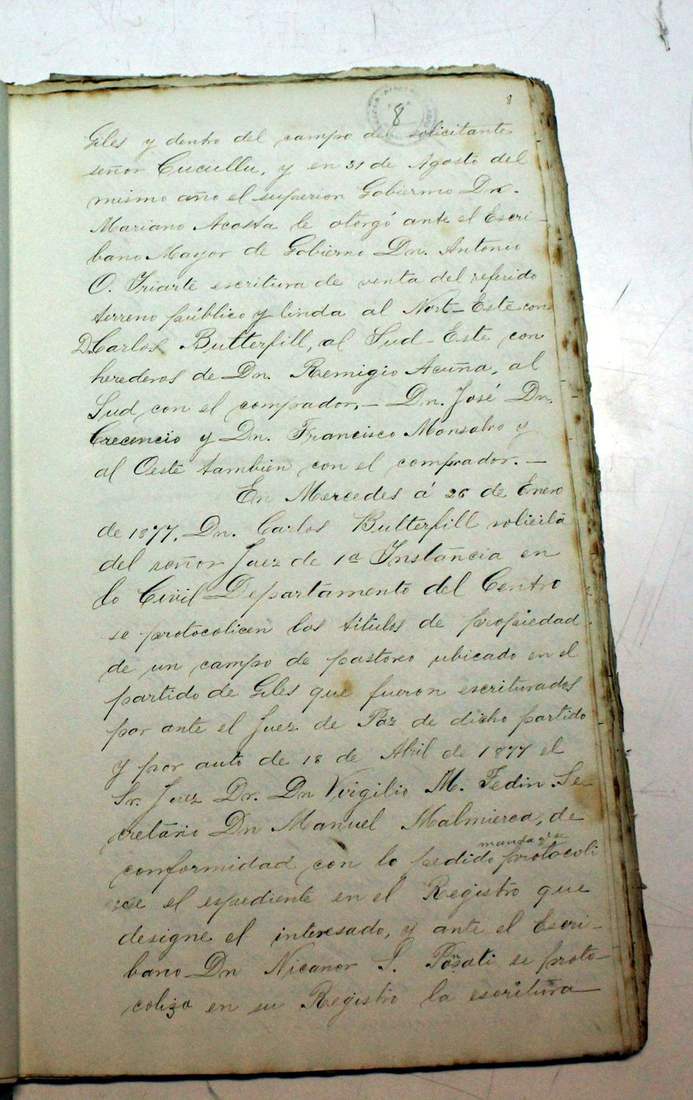 8
8
Giles y dentro del campo del solicitante
señor Cucullu, y en 31 de Agosto del
mismo año el superior Gobierno Dn.
Mariano Acosta le otorgó ante el Escri-
bano Mayor de Gobierno Dn. Antonio
O. Iriarte escritura de venta del referido
terreno público y linda al Nort-Este con
D. Carlos Butterfill, al Sud-Este con
herederos de Dn. Remigio Acuña, al
Sud con el comprador,- Dn. José Dn.
Crecencio y Dn. Francisco Monsalvo y
al Oeste tambien con el comprador.-
En Mercedes á 26 de Enero
de 1877, Dn. Carlos Butterfill solicita
del señor Juez de 1a Instancia en
lo Civil Departamento del Centro
se protocolicen los titulos de propiedad
de un campo de pastoreo ubicado en el
partido de Giles que fueron escriturados
por ante el Juez de Paz de dicho partido
y por auto de 18 de Abril de 1877 el
Sr. Juez Dr. Dn Virgilio M. Tedin Se-
cretario Dn Manuel Malmierca, de
conformidad con lo pedido protocoli
ce el espediente en el Registro que
designe el interesado, y ante el Escri-
bano Dn Nicanor S. se proto-
coliza en su Registro la escritura